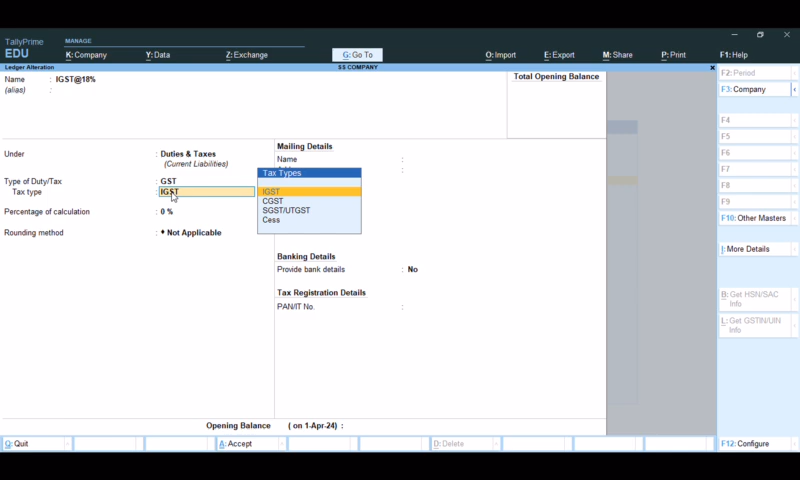 TallyPrime
EDU
MANAGE
K: Company
Y: Data
Z: Exchange
G: Go To
O: Import
E: Export
M: Share
P: Print
F1: Help
Ledger Alteration
SS COMPANY
Name : IGST@18%
(alias) :
Total Opening Balance
Under : Duties & Taxes
(Current Liabilities)
Type of Duty/Tax : GST
Tax type : IGST
Percentage of calculation : 0 %
Rounding method : ♦ Not Applicable
Mailing Details
Name :
:
Tax Types
IGST
CGST
SGST/UTGST
Cess
Banking Details
Provide bank details : No
Tax Registration Details
PAN/IT No. :
Opening Balance ( on 1-Apr-24) :
F2: Period
F3: Company
F4
F5
F6
F7
F8
F9
F10: Other Masters
I: More Details
B: Get HSN/SAC
Info
L: Get GSTIN/UIN
Info
F12: Configure
Q: Quit
A: Accept
D: Delete